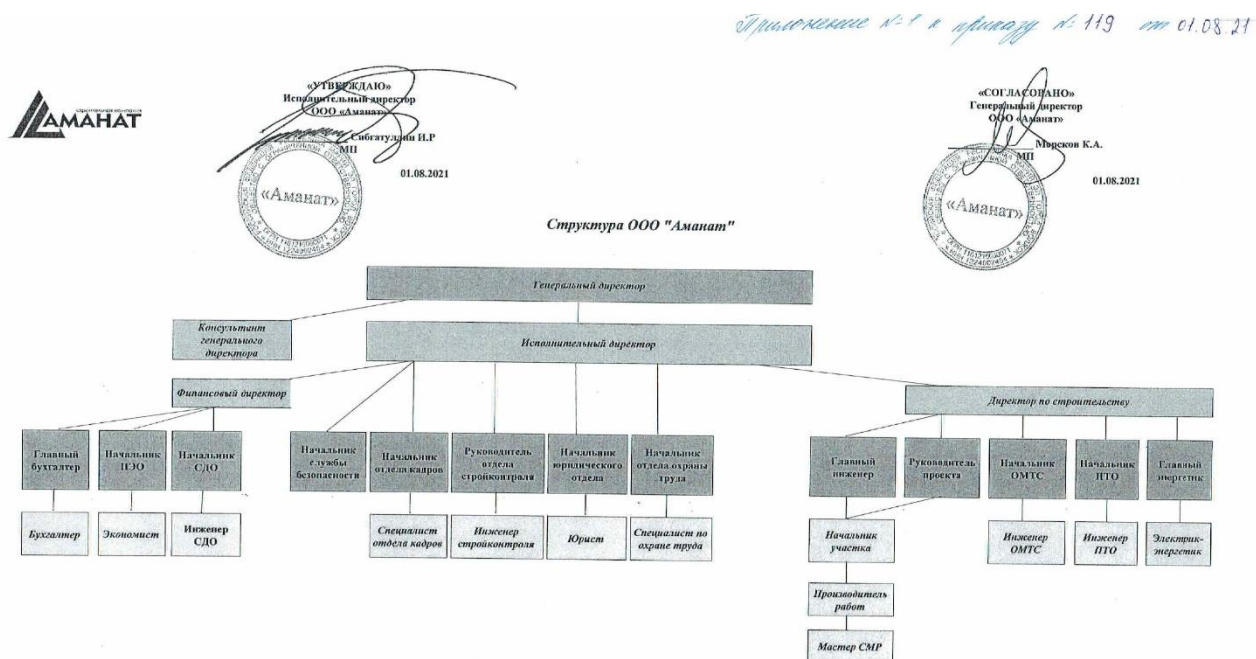 Приложение №1 к приказу № 119 от 01.08.21
АМАНАТ
«УТВЕРЖДАЮ»
Исполнительный директор
ООО «Аманат»
Сибгатуллин И.Р
МП
01.08.2021
«Аманат»
«СОГЛАСОВАНО»
Генеральный директор
ООО «Аманат»
Морсков К.А.
МП
01.08.2021
«Аманат»
Структура ООО "Аманат"
Генеральный директор
Консультант
генерального
директора
Исполнительный директор
Финансовый директор
Директор по строительству
Главный
бухгалтер
Начальник
ПЭО
Начальник
СДО
Начальник
службы
безопасности
Начальник
отдела кадров
Руководитель
отдела
стройконтроля
Начальник
юридического
отдела
Начальник
отдела охраны
труда
Главный
инженер
Руководитель
проекта
Начальник
ОМТС
Начальник
ПТО
Главный
энергетик
Бухгалтер
Экономист
Инженер
СДО
Специалист
отдела кадров
Инженер
стройконтроля
Юрист
Специалист по
охране труда
Начальник
участка
Инженер
ОМТС
Инженер
ПТО
Электрик-
энергетик
Производитель
работ
Мастер СМР